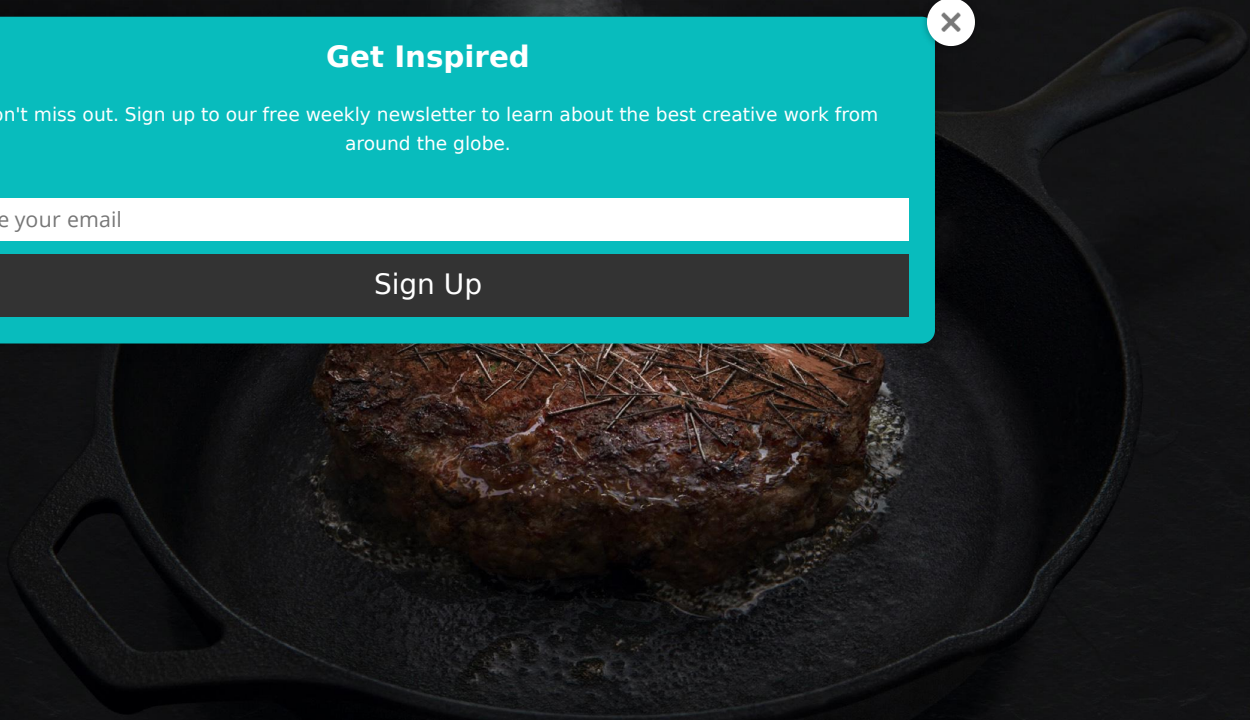 Get Inspired
on't miss out. Sign up to our free weekly newsletter to learn about the best creative work from
around the globe.
e your email
Sign Up